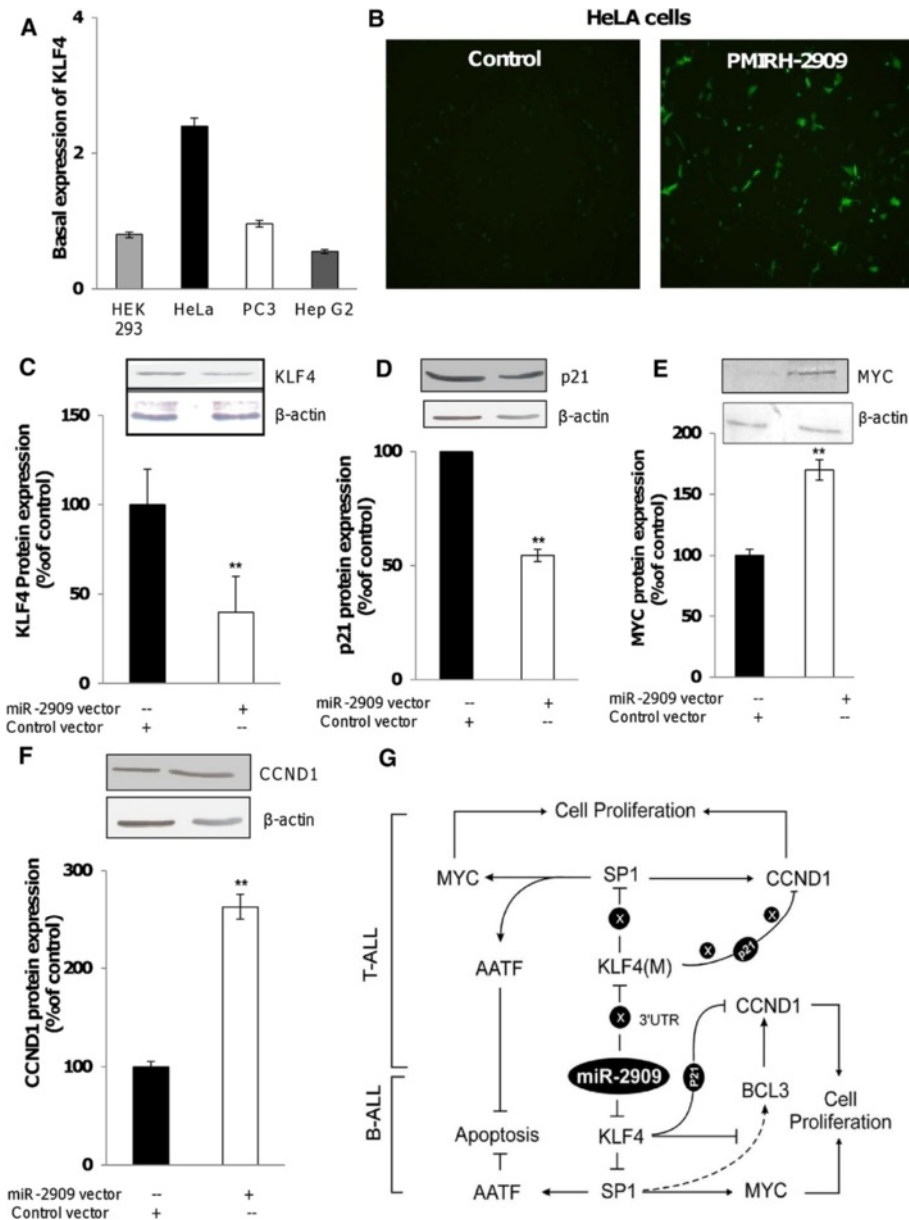 A
Basal expression of KLF4
4
2
0
HEK 293
HeLa
PC3
Hep G2
B
HeLA cells
Control
PMIRH-2909
C
KLF4
β-actin
KLF4 Protein expression
(%of control)
150
100
50
0
**
miR-2909 vector -- +
Control vector + --
D
p21
β-actin
p21 protein expression
(%of control)
100
50
0
**
miR-2909 vector -- +
Control vector + --
E
MYC
β-actin
MYC protein expression
(%of control)
200
150
100
50
0
**
miR-2909 vector -- +
Control vector + --
F
CCND1
β-actin
CCND1 protein expression
(%of control)
300
200
100
0
**
miR-2909 vector -- +
Control vector + --
G
T-ALL
B-ALL
Cell Proliferation
MYC
SP1
CCND1
X
X
p21
X
AATF
KLF4(M)
X
3'UTR
CCND1
miR-2909
P21
BCL3
Cell
Proliferation
Apoptosis
KLF4
AATF
SP1
MYC